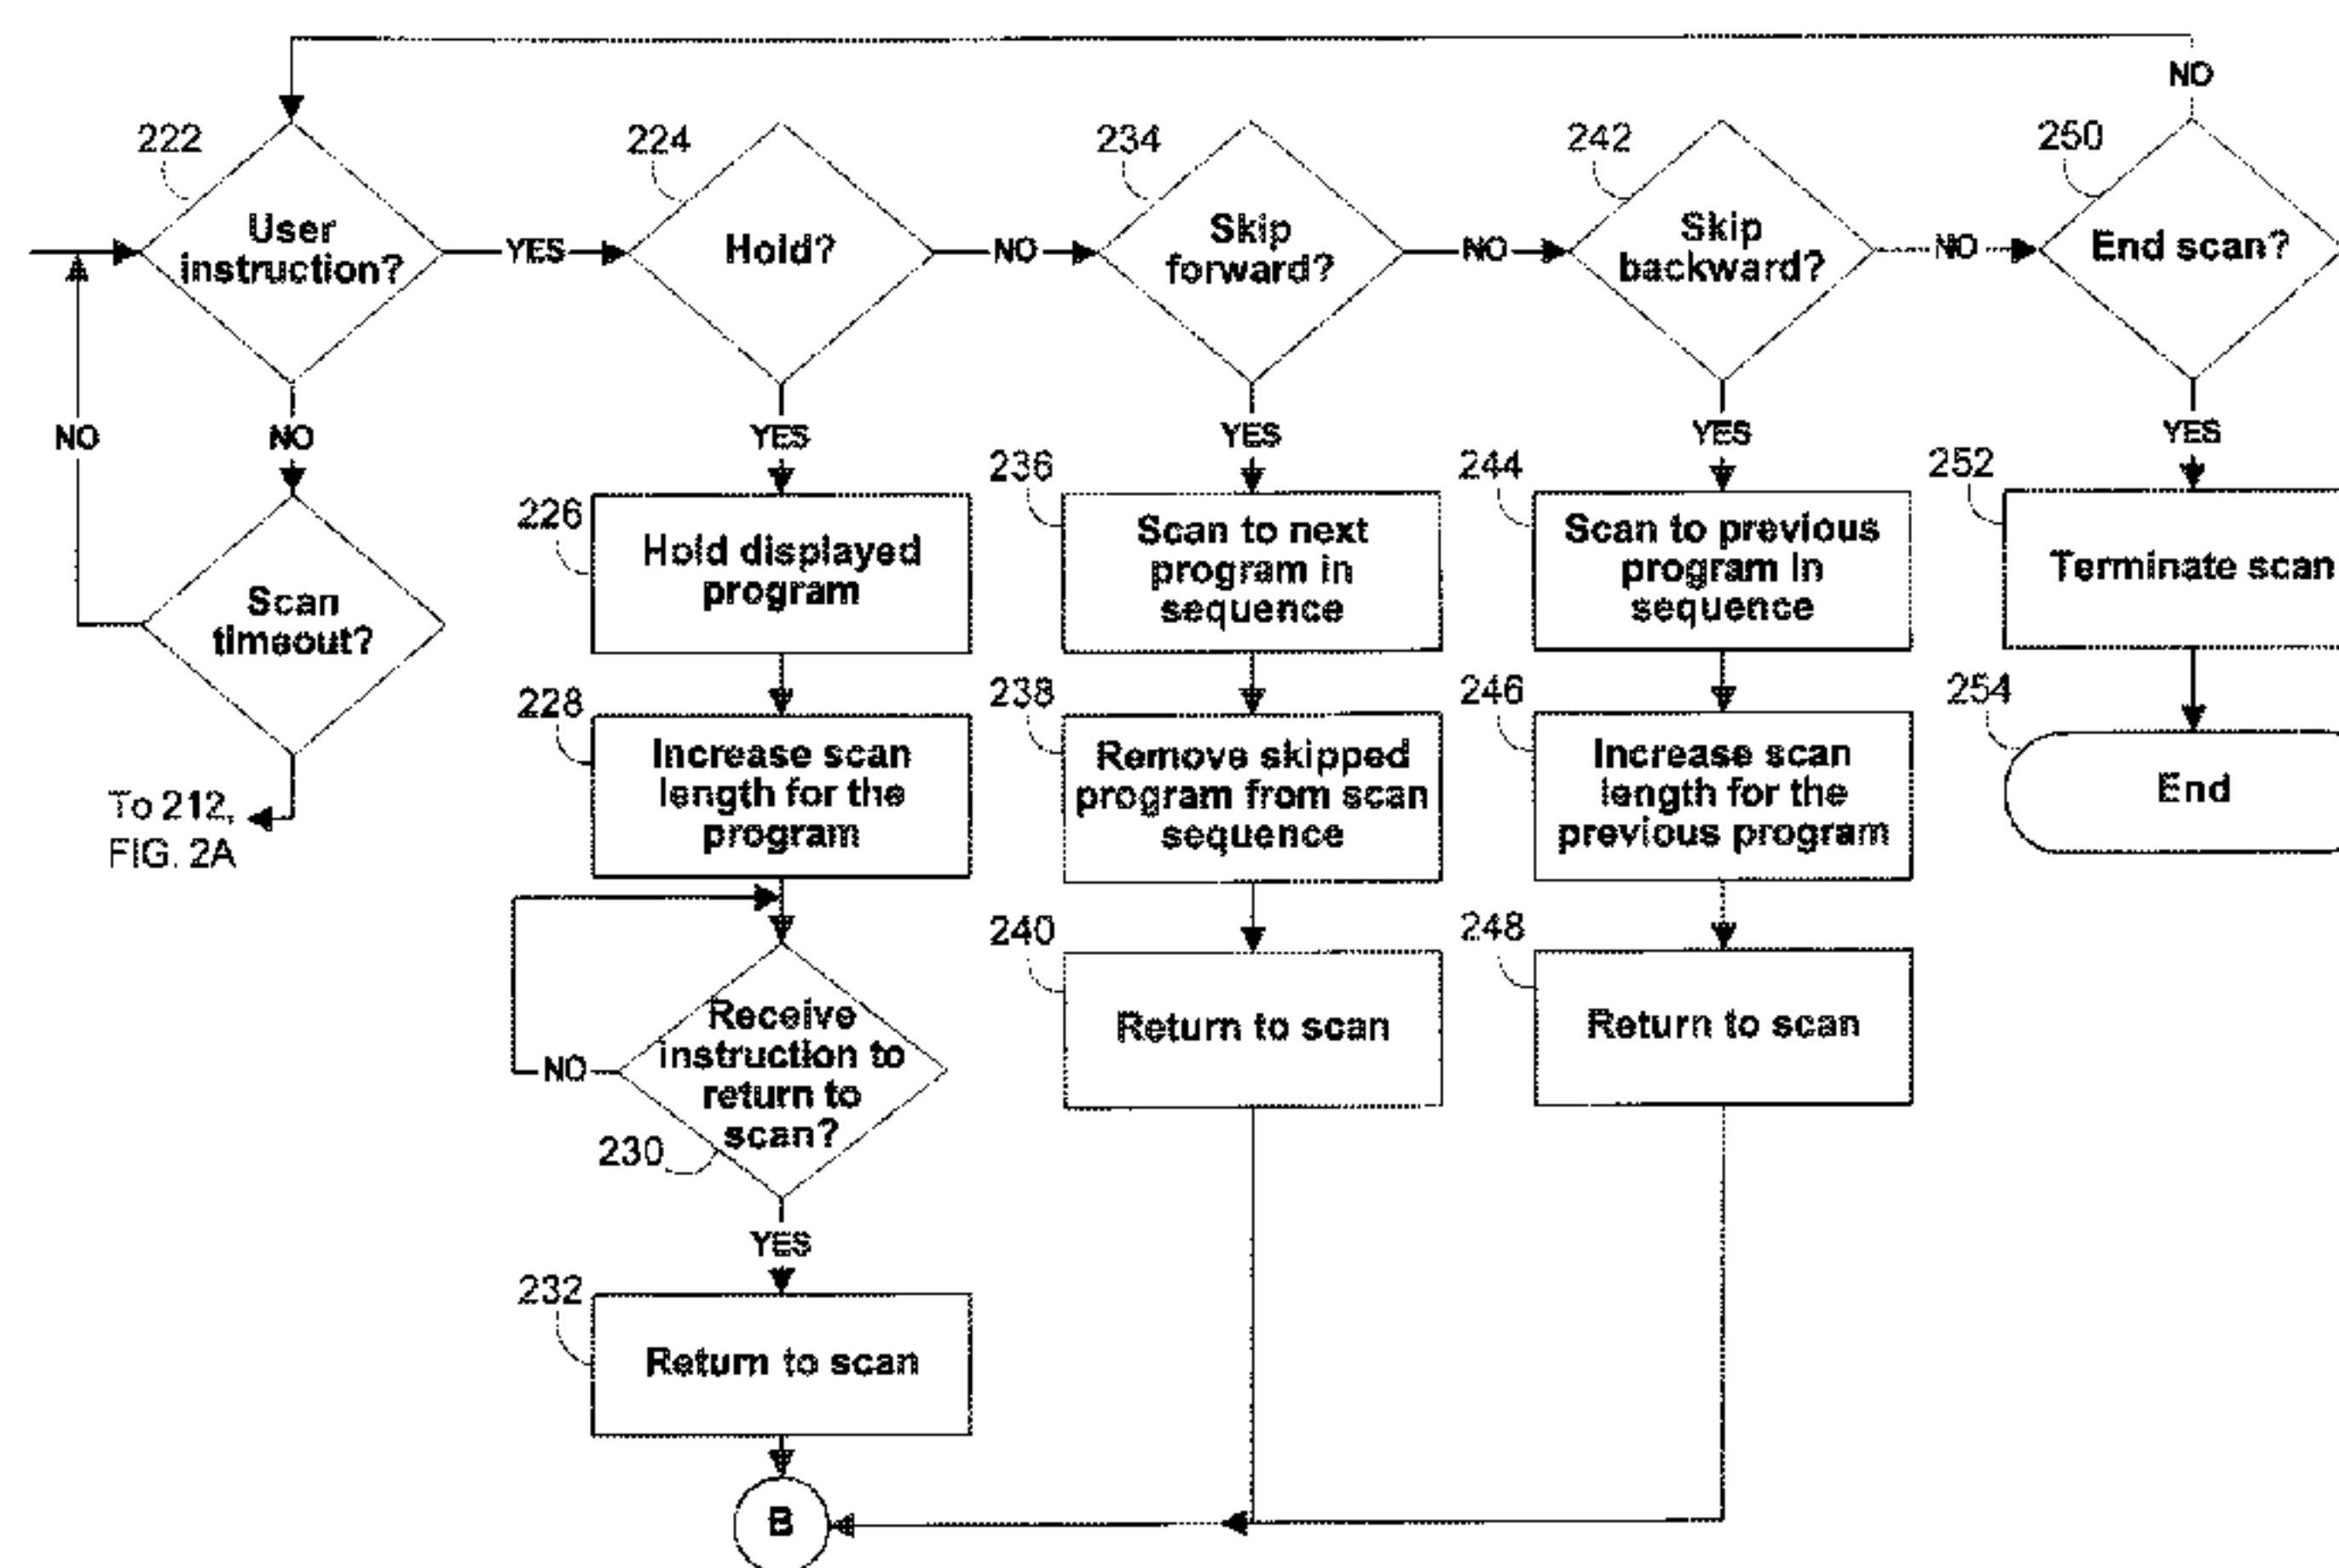 NO
222
224
234
242
250
User
instruction?
YES
Hold?
NO
Skip
forward?
NO
Skip
backward?
NO
End scan?
NO
NO
YES
YES
YES
YES
Scan
timeout?
To 212,
FIG. 2A
226
Hold displayed
program
228
Increase scan
length for the
program
NO
Receive
instruction to
return to
scan?
230
YES
232
Return to scan
B
236
Scan to next
program in
sequence
238
Remove skipped
program from scan
sequence
240
Return to scan
244
Scan to previous
program in
sequence
246
Increase scan
length for the
previous program
248
Return to scan
252
Terminate scan
254
End